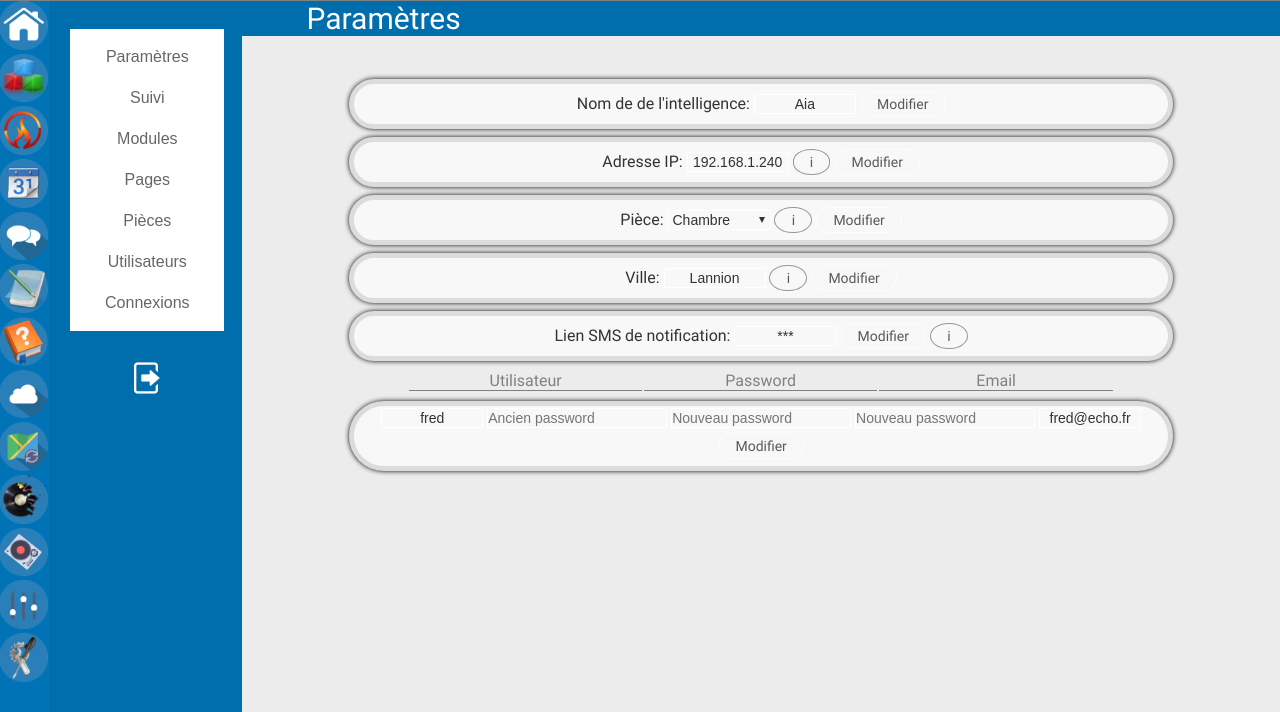 Paramètres
Paramètres
Suivi
Modules
Pages
Pièces
Utilisateurs
Connexions
31
?
Nom de de l'intelligence: Aia Modifier
Adresse IP: 192.168.1.240 i Modifier
Pièce: Chambre ▾ i Modifier
Ville: Lannion i Modifier
Lien SMS de notification: *** Modifier i
Utilisateur Password Email
fred Ancien password Nouveau password Nouveau password fred@echo.fr
Modifier